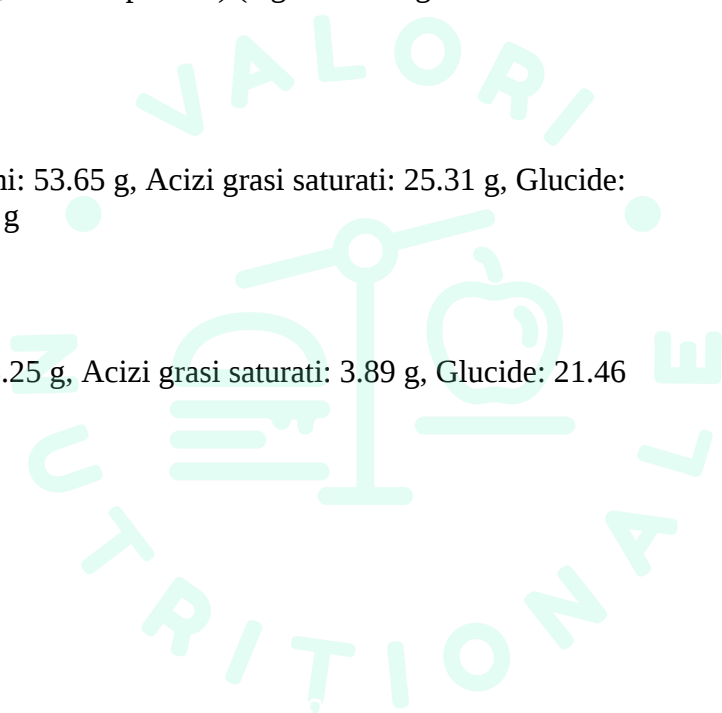 VALORI
ni: 53.65 g, Acizi grasi saturati: 25.31 g, Glucide:
g
.25 g, Acizi grasi saturati: 3.89 g, Glucide: 21.46
NUTRITIONALE